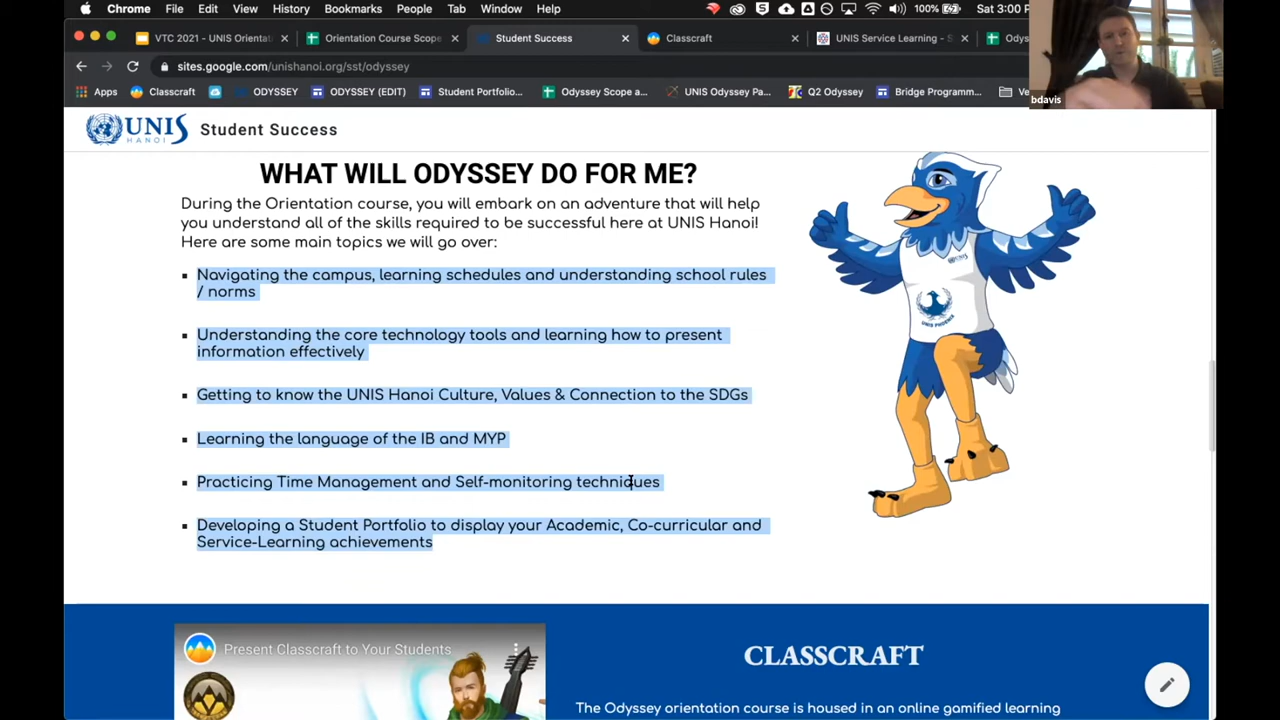 Chrome File Edit View History Bookmarks People Tab Window Help 100% Sat 3:00 PM
VTC 2021 - UNIS Orientat Orientation Course Scope Student Success Classcraft UNIS Service Learning - S Odys
sites.google.com/unishanoi.org/sst/odyssey
Apps Classcraft ODYSSEY ODYSSEY (EDIT) Student Portfolio... Odyssey Scope a... UNIS Odyssey Pa... Q2 Odyssey Bridge Programm... Ve
bdavis
UNIS HANOI Student Success
WHAT WILL ODYSSEY DO FOR ME?
During the Orientation course, you will embark on an adventure that will help
you understand all of the skills required to be successful here at UNIS Hanoi!
Here are some main topics we will go over:
Navigating the campus, learning schedules and understanding school rules
/ norms
Understanding the core technology tools and learning how to present
information effectively
Getting to know the UNIS Hanoi Culture, Values & Connection to the SDGs
Learning the language of the IB and MYP
Practicing Time Management and Self-monitoring techniques
Developing a Student Portfolio to display your Academic, Co-curricular and
Service-Learning achievements
UNIS PHOENIX
Present Classcraft to Your Students
CLASSCRAFT
The Odyssey orientation course is housed in an online gamified learning